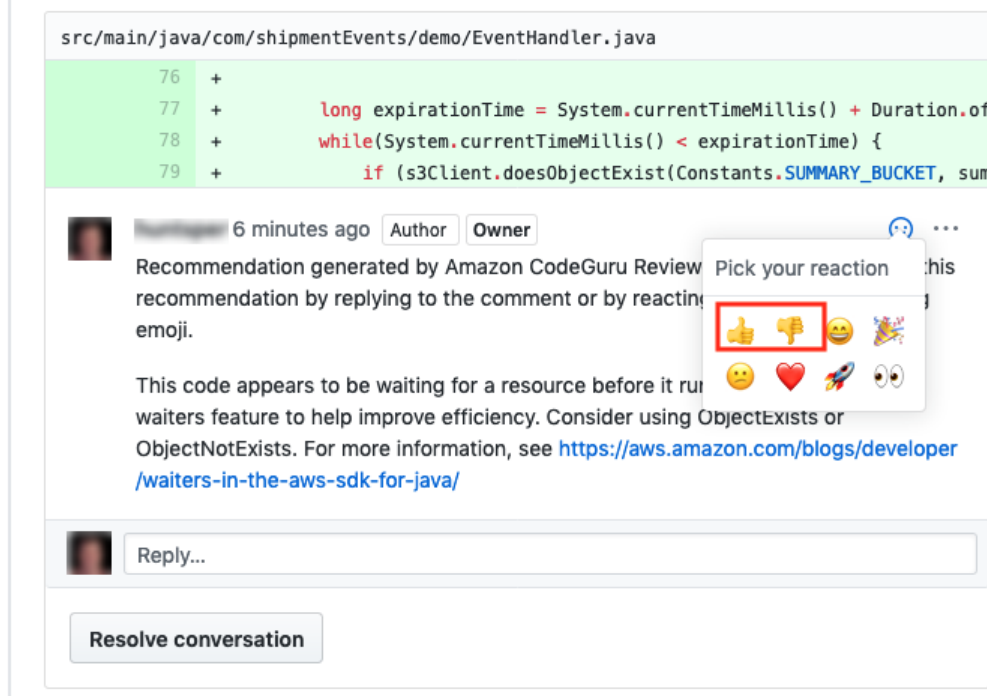 src/main/java/com/shipmentEvents/demo/EventHandler.java
76 +
77 + long expirationTime = System.currentTimeMillis() + Duration.of
78 + while(System.currentTimeMillis() < expirationTime) {
79 + if (s3Client.doesObjectExist(Constants.SUMMARY_BUCKET, sum
6 minutes ago Author Owner
Recommendation generated by Amazon CodeGuru Review this
Pick your reaction
recommendation by replying to the comment or by reacting
emoji.
This code appears to be waiting for a resource before it
waiters feature to help improve efficiency. Consider using ObjectExists or
ObjectNotExists. For more information, see https://aws.amazon.com/blogs/developer
/waiters-in-the-aws-sdk-for-java/
Reply...
Resolve conversation